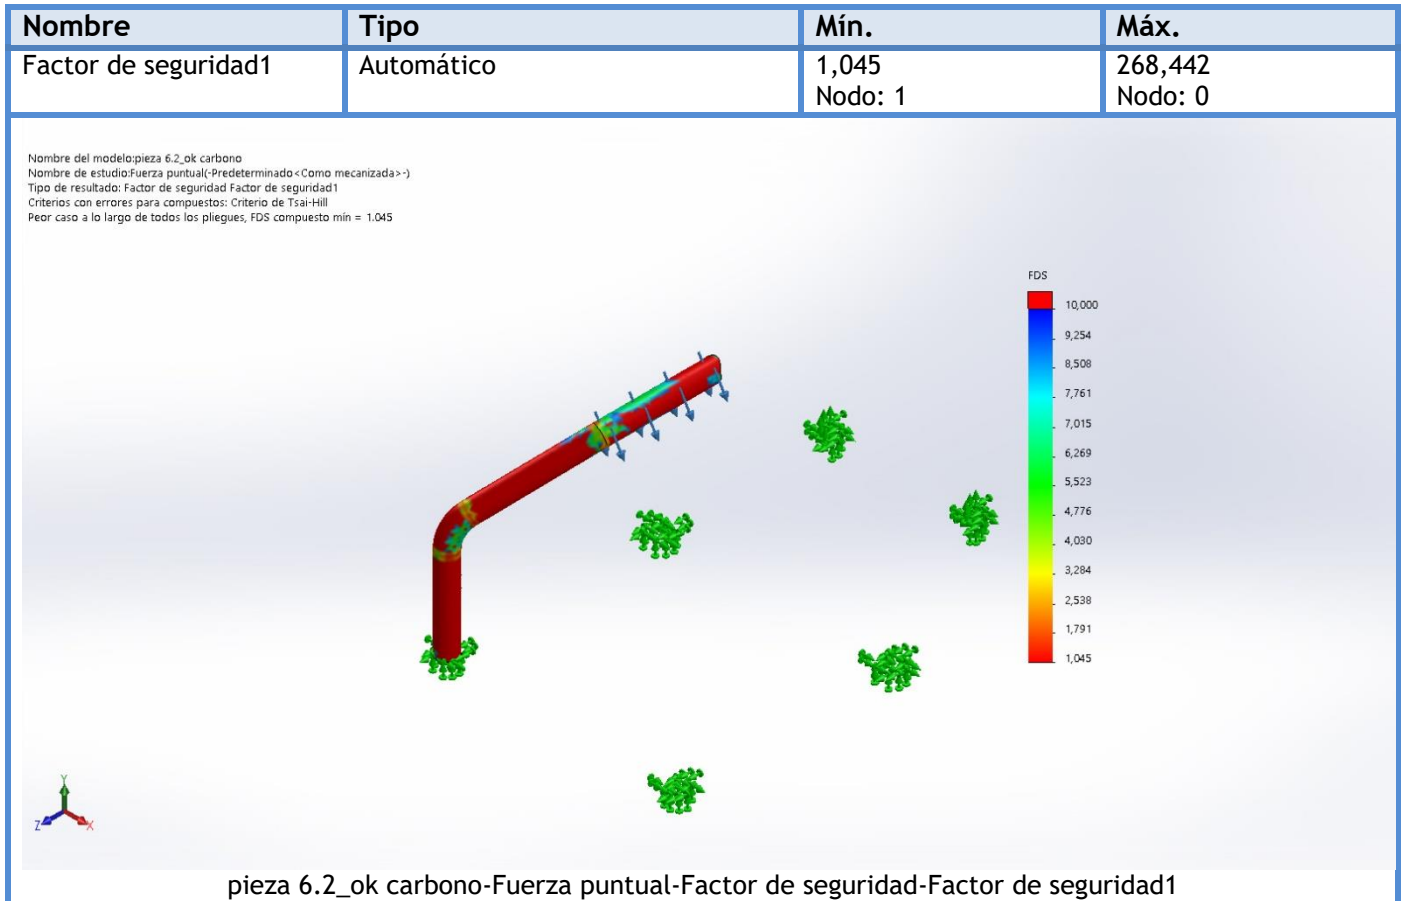 Nombre Tipo Mín. Máx.
Factor de seguridad1 Automático 1,045 268,442
Nodo: 1 Nodo: 0
Nombre del modelo:pieza 6.2_ok carbono
Nombre de estudio:Fuerza puntual(-Predeterminado<Como mecanizada>-)
Tipo de resultado: Factor de seguridad Factor de seguridad1
Criterios con errores para compuestos: Criterio de Tsai-Hill
Peor caso a lo largo de todos los pliegues, FDS compuesto mín = 1.045
FDS
10,000
9,254
8,508
7,761
7,015
6,269
5,523
4,776
4,030
3,284
2,538
1,791
1,045
Y
Z X
pieza 6.2_ok carbono-Fuerza puntual-Factor de seguridad-Factor de seguridad1